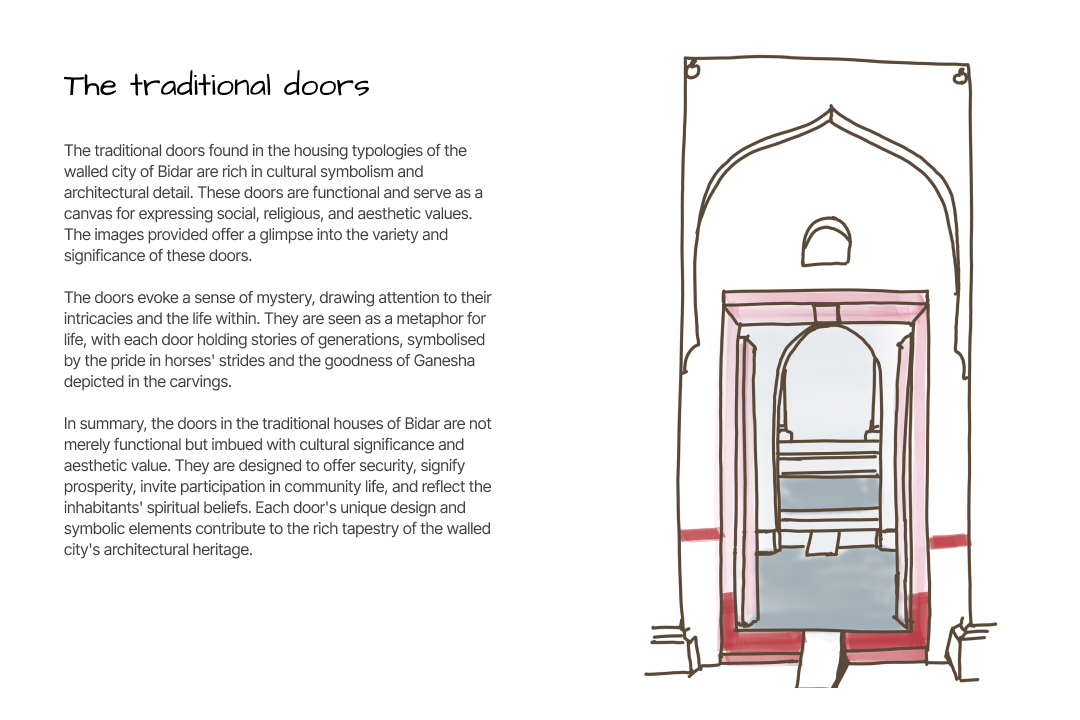 The traditional doors
The traditional doors found in the housing typologies of the
walled city of Bidar are rich in cultural symbolism and
architectural detail. These doors are functional and serve as a
canvas for expressing social, religious, and aesthetic values.
The images provided offer a glimpse into the variety and
significance of these doors.
The doors evoke a sense of mystery, drawing attention to their
intricacies and the life within. They are seen as a metaphor for
life, with each door holding stories of generations, symbolised
by the pride in horses' strides and the goodness of Ganesha
depicted in the carvings.
In summary, the doors in the traditional houses of Bidar are not
merely functional but imbued with cultural significance and
aesthetic value. They are designed to offer security, signify
prosperity, invite participation in community life, and reflect the
inhabitants' spiritual beliefs. Each door's unique design and
symbolic elements contribute to the rich tapestry of the walled
city's architectural heritage.